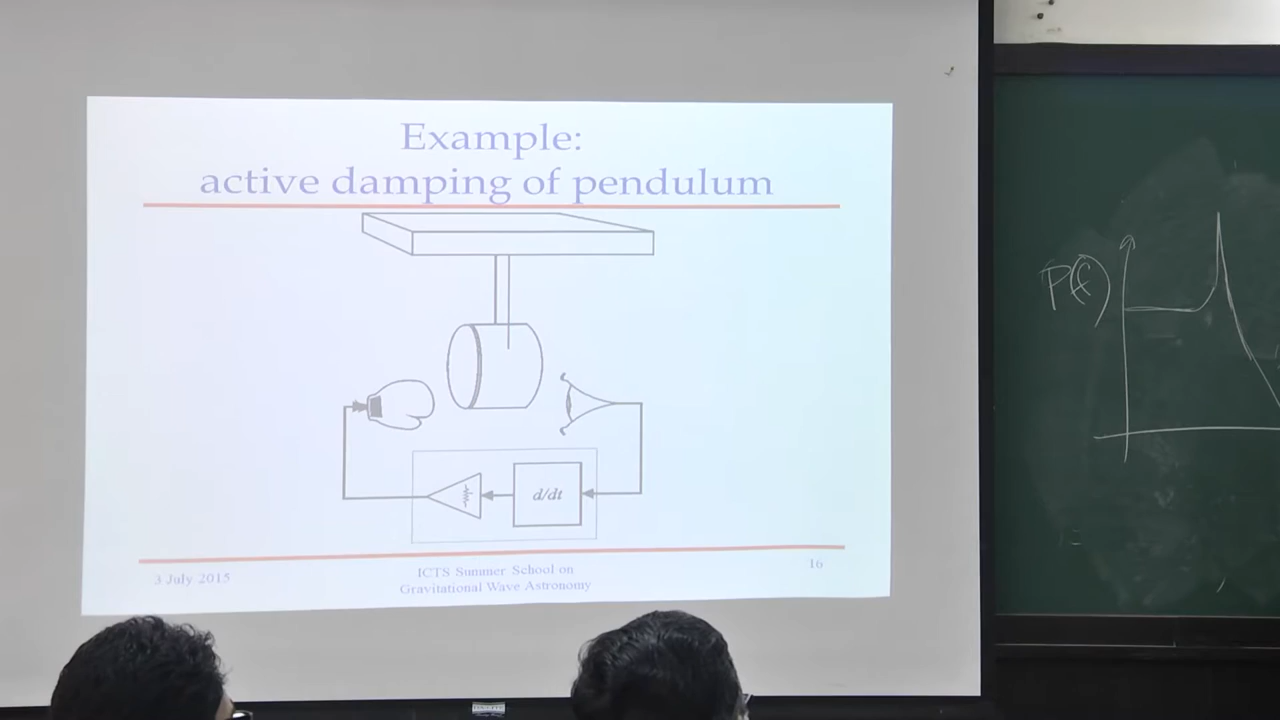 Example:
active damping of pendulum
d/dt
3 July 2015
ICTS Summer School on
Gravitational Wave Astronomy
16
P(f)